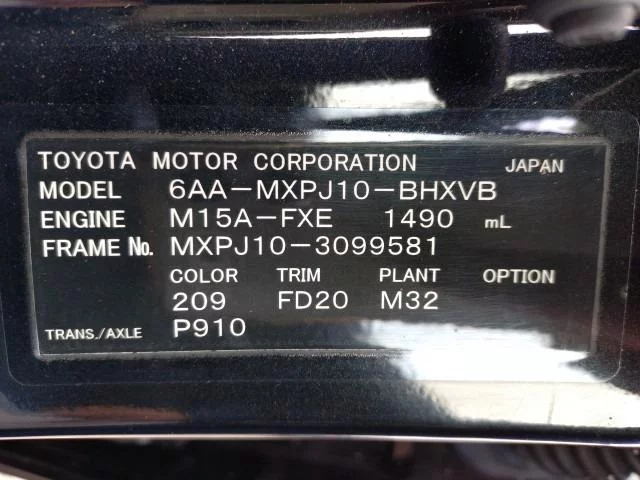 TOYOTA MOTOR CORPORATION JAPAN
MODEL 6AA-MXPJ10-BHXVB
ENGINE M15A-FXE 1490 mL
FRAME No. MXPJ10-3099581
COLOR TRIM PLANT OPTION
209 FD20 M32
TRANS./AXLE P910